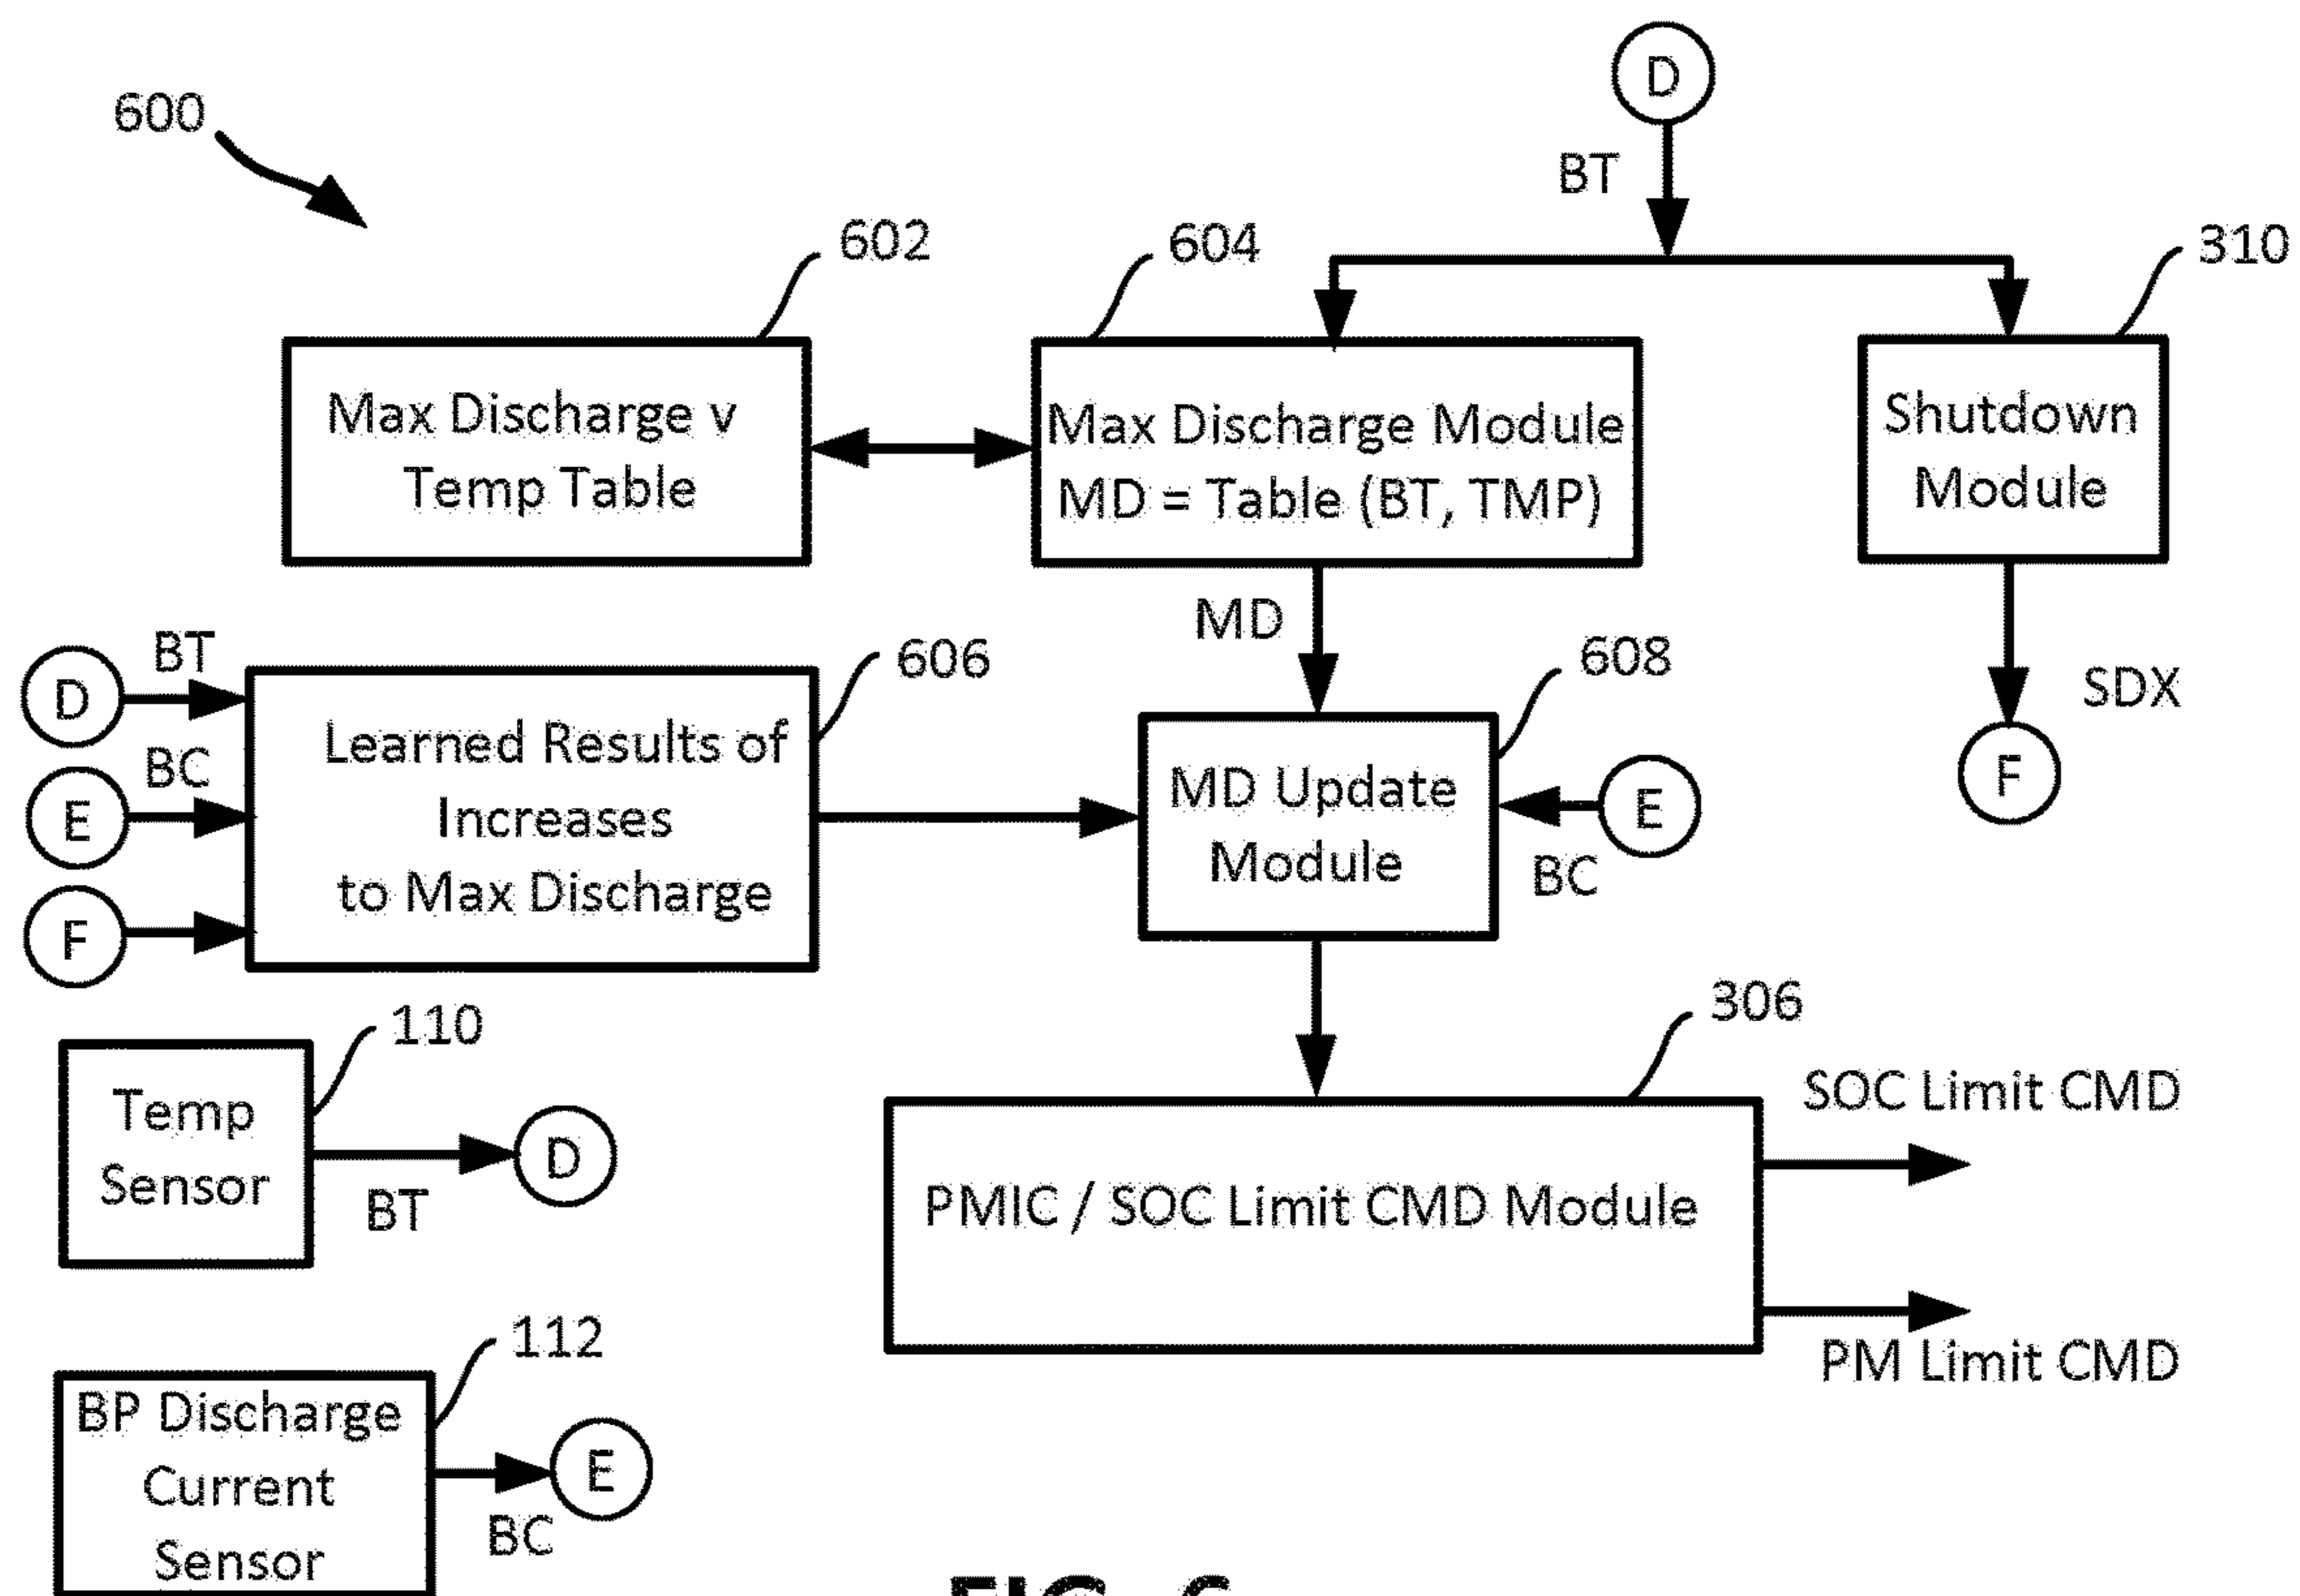 D
600
BT
602
604
310
Max Discharge v
Temp Table
Max Discharge Module
MD = Table (BT, TMP)
Shutdown
Module
MD
BT
606
608
SDX
D
BC
E
F
Learned Results of
Increases
to Max Discharge
MD Update
Module
E
BC
F
110
306
Temp
Sensor
BT
D
PMIC / SOC Limit CMD Module
SOC Limit CMD
PM Limit CMD
112
BP Discharge
Current
Sensor
BC
E